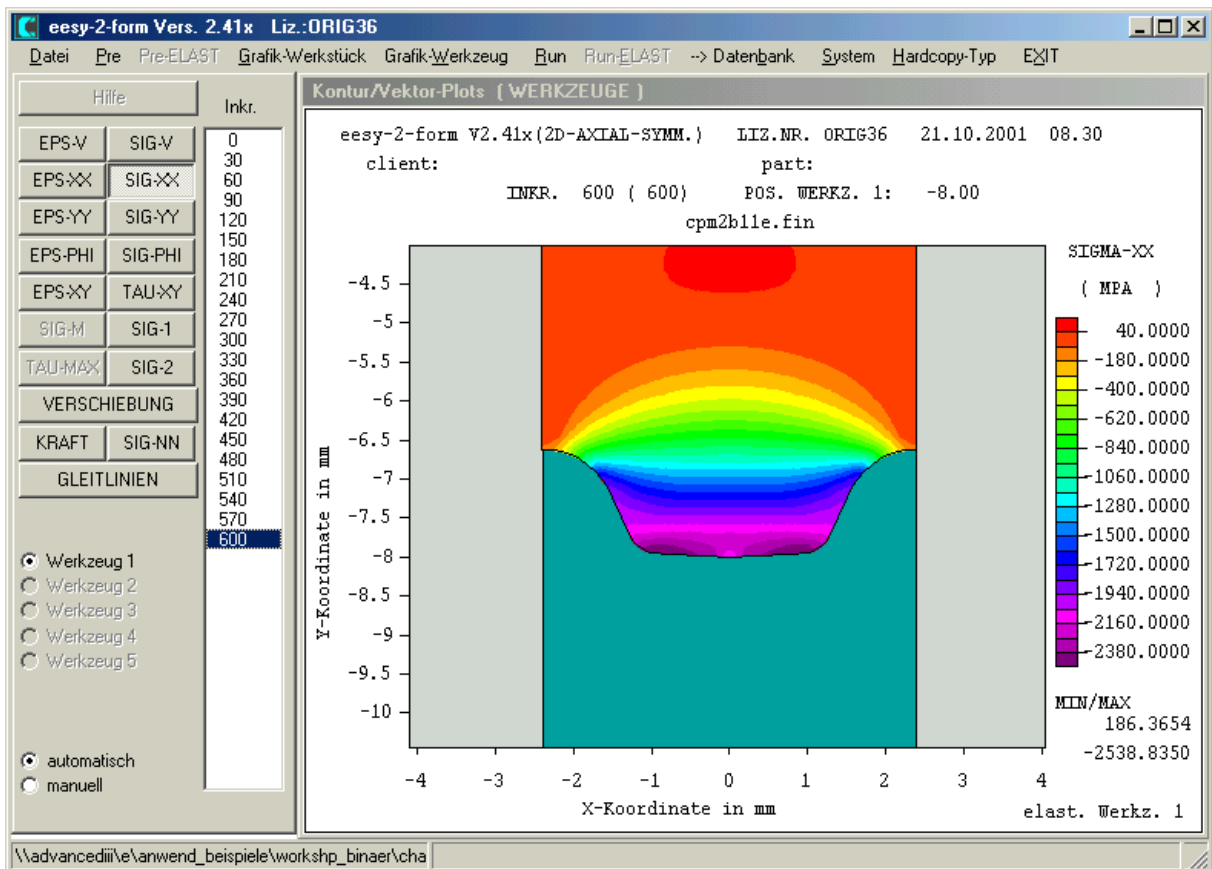 eesy-2-form Vers. 2.41x Liz.:ORIG36
Datei Pre Pre-ELAST Grafik-Werkstück Grafik-Werkzeug Run Run-ELAST --> Datenbank System Hardcopy-Typ EXIT
Hilfe
EPS-V SIG-V
EPS-XX SIG-XX
EPS-YY SIG-YY
EPS-PHI SIG-PHI
EPS-XY TAU-XY
SIG-M SIG-1
TAU-MAX SIG-2
VERSCHIEBUNG
KRAFT SIG-NN
GLEITLINIEN
Werkzeug 1
Werkzeug 2
Werkzeug 3
Werkzeug 4
Werkzeug 5
automatisch
manuell
Inkr.
0
30
60
90
120
150
180
210
240
270
300
330
360
390
420
450
480
510
540
570
600
Kontur/Vektor-Plots ( WERKZEUGE )
eesy-2-form V2.41x(2D-AXIAL-SYMM.) LIZ.NR. ORIG36 21.10.2001 08.30
client: part:
INKR. 600 ( 600) POS. WERKZ. 1: -8.00
cpm2b11e.fin
Y-Koordinate in mm
-4.5
-5
-5.5
-6
-6.5
-7
-7.5
-8
-8.5
-9
-9.5
-10
-4 -3 -2 -1 0 1 2 3 4
X-Koordinate in mm
SIGMA-XX
( MPA )
40.0000
-180.0000
-400.0000
-620.0000
-840.0000
-1060.0000
-1280.0000
-1500.0000
-1720.0000
-1940.0000
-2160.0000
-2380.0000
MIN/MAX
186.3654
-2538.8350
elast. Werkz. 1
\\advancediii\e\anwend_beispiele\workshp_binaer\cha